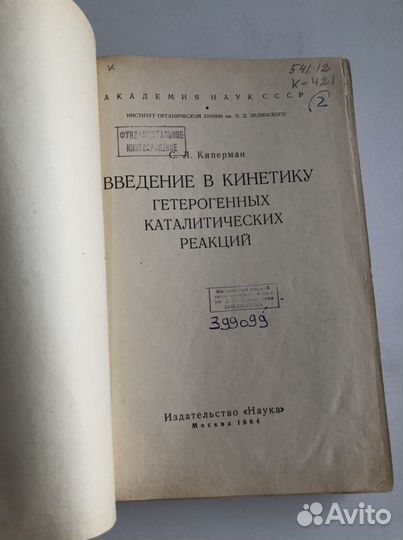 к
541.12
К-421
АКАДЕМИЯ НАУК СССР
2
ИНСТИТУТ ОРГАНИЧЕСКОЙ ХИМИИ им. Н. Д. ЗЕЛИНСКОГО
ФУНДАМЕНТАЛЬНОЕ
С. Л. Киперман
ВВЕДЕНИЕ В КИНЕТИКУ
ГЕТЕРОГЕННЫХ
КАТАЛИТИЧЕСКИХ
РЕАКЦИЙ
БИБЛИОТЕКА
399099
Издательство «Наука»
Москва 1964
Avito